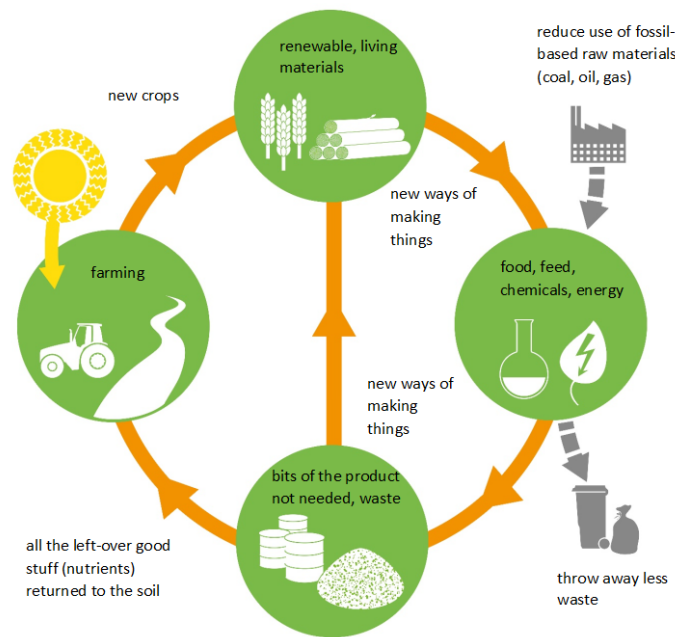 renewable, living
materials
reduce use of fossil-
based raw materials
(coal, oil, gas)
new crops
new ways of
making
things
farming
food, feed,
chemicals, energy
new ways of
making
things
bits of the product
not needed, waste
all the left-over good
stuff (nutrients)
returned to the soil
throw away less
waste